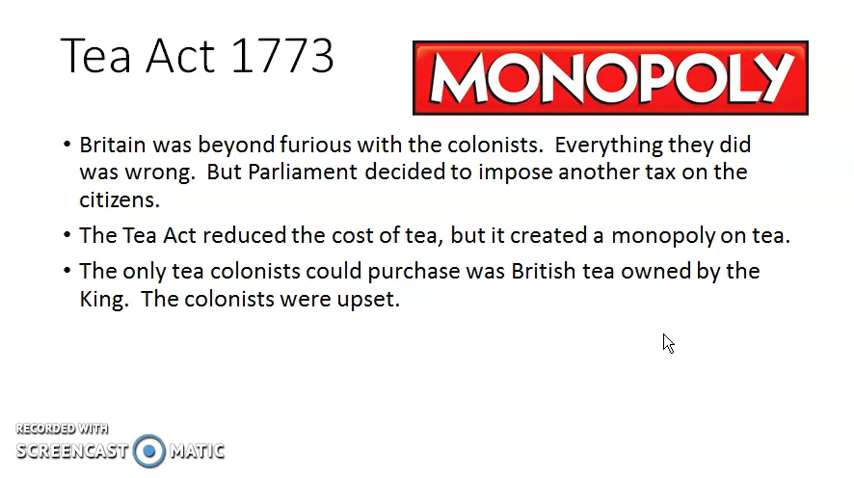 Tea Act 1773
MONOPOLY
• Britain was beyond furious with the colonists.  Everything they did
was wrong.  But Parliament decided to impose another tax on the
citizens.
• The Tea Act reduced the cost of tea, but it created a monopoly on tea.
• The only tea colonists could purchase was British tea owned by the
King.  The colonists were upset.
RECORDED WITH
SCREENCAST MATIC